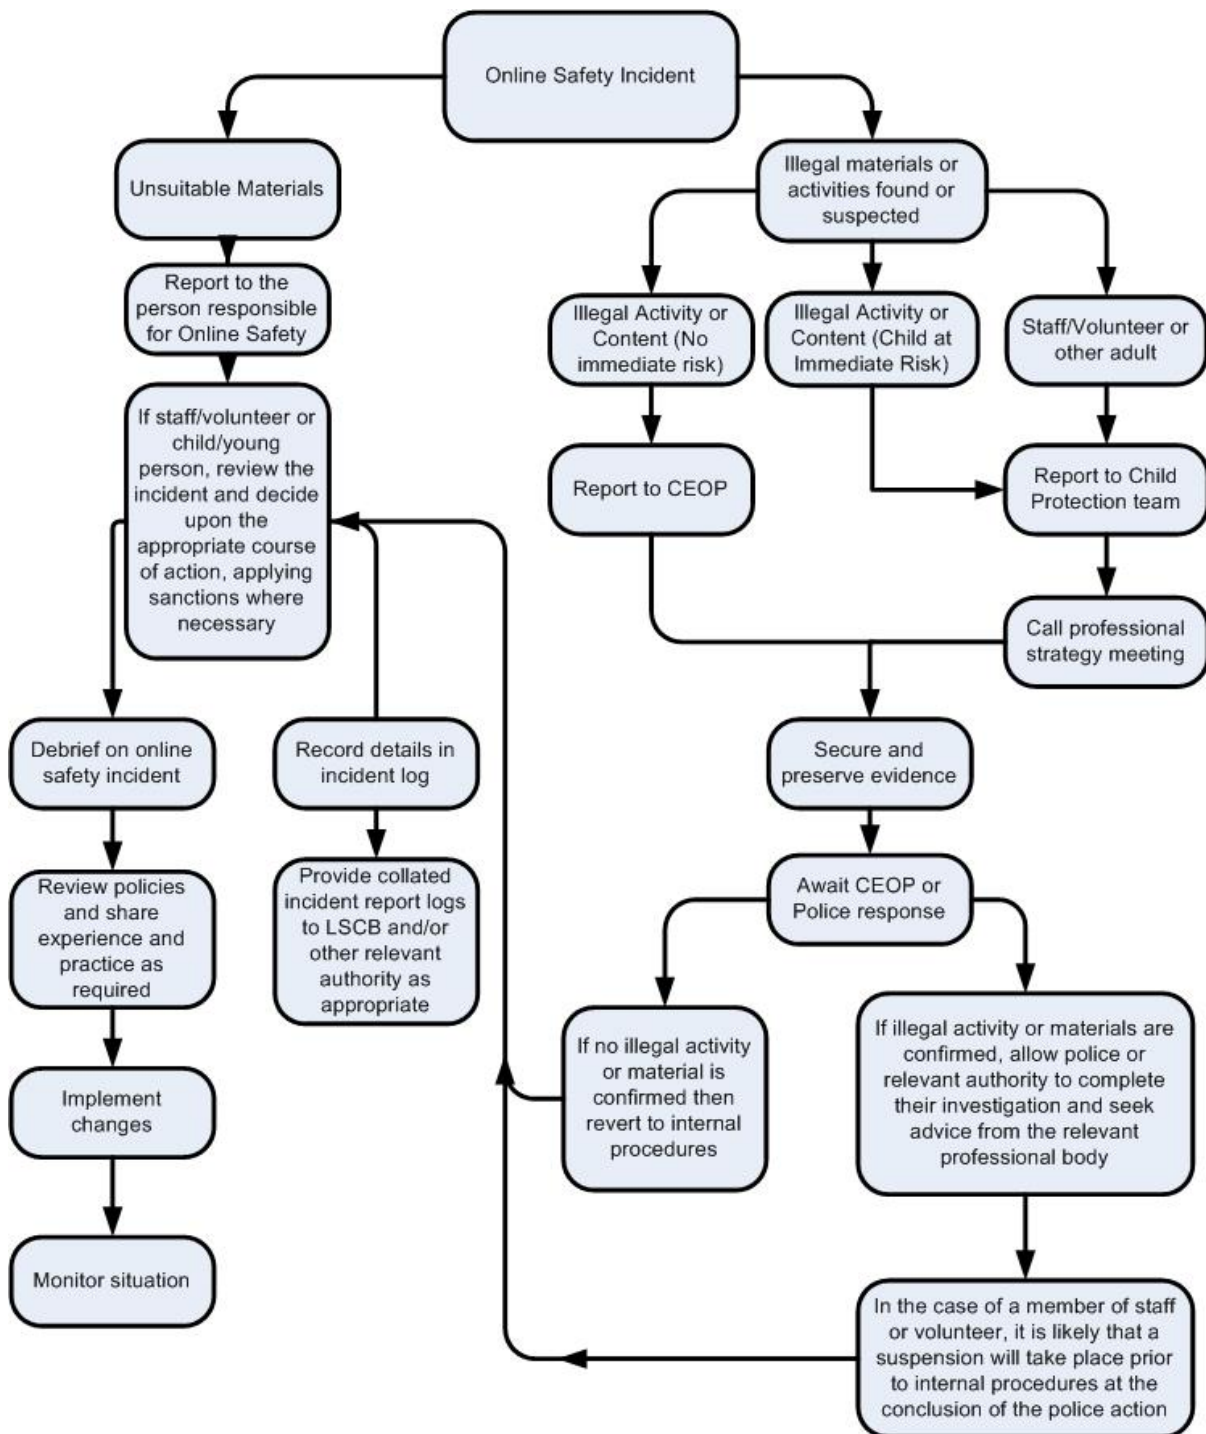 Online Safety Incident
Unsuitable Materials
Illegal materials or
activities found or
suspected
Report to the
person responsible
for Online Safety
Illegal Activity or
Content (No
immediate risk)
Illegal Activity or
Content (Child at
Immediate Risk)
Staff/Volunteer or
other adult
If staff/volunteer or
child/young
person, review the
incident and decide
upon the
appropriate course
of action, applying
sanctions where
necessary
Report to CEOP
Report to Child
Protection team
Call professional
strategy meeting
Debrief on online
safety incident
Record details in
incident log
Secure and
preserve evidence
Review policies
and share
experience and
practice as
required
Provide collated
incident report logs
to LSCB and/or
other relevant
authority as
appropriate
Await CEOP or
Police response
If no illegal activity
or material is
confirmed then
revert to internal
procedures
If illegal activity or materials are
confirmed, allow police or
relevant authority to complete
their investigation and seek
advice from the relevant
professional body
Implement
changes
Monitor situation
In the case of a member of staff
or volunteer, it is likely that a
suspension will take place prior
to internal procedures at the
conclusion of the police action